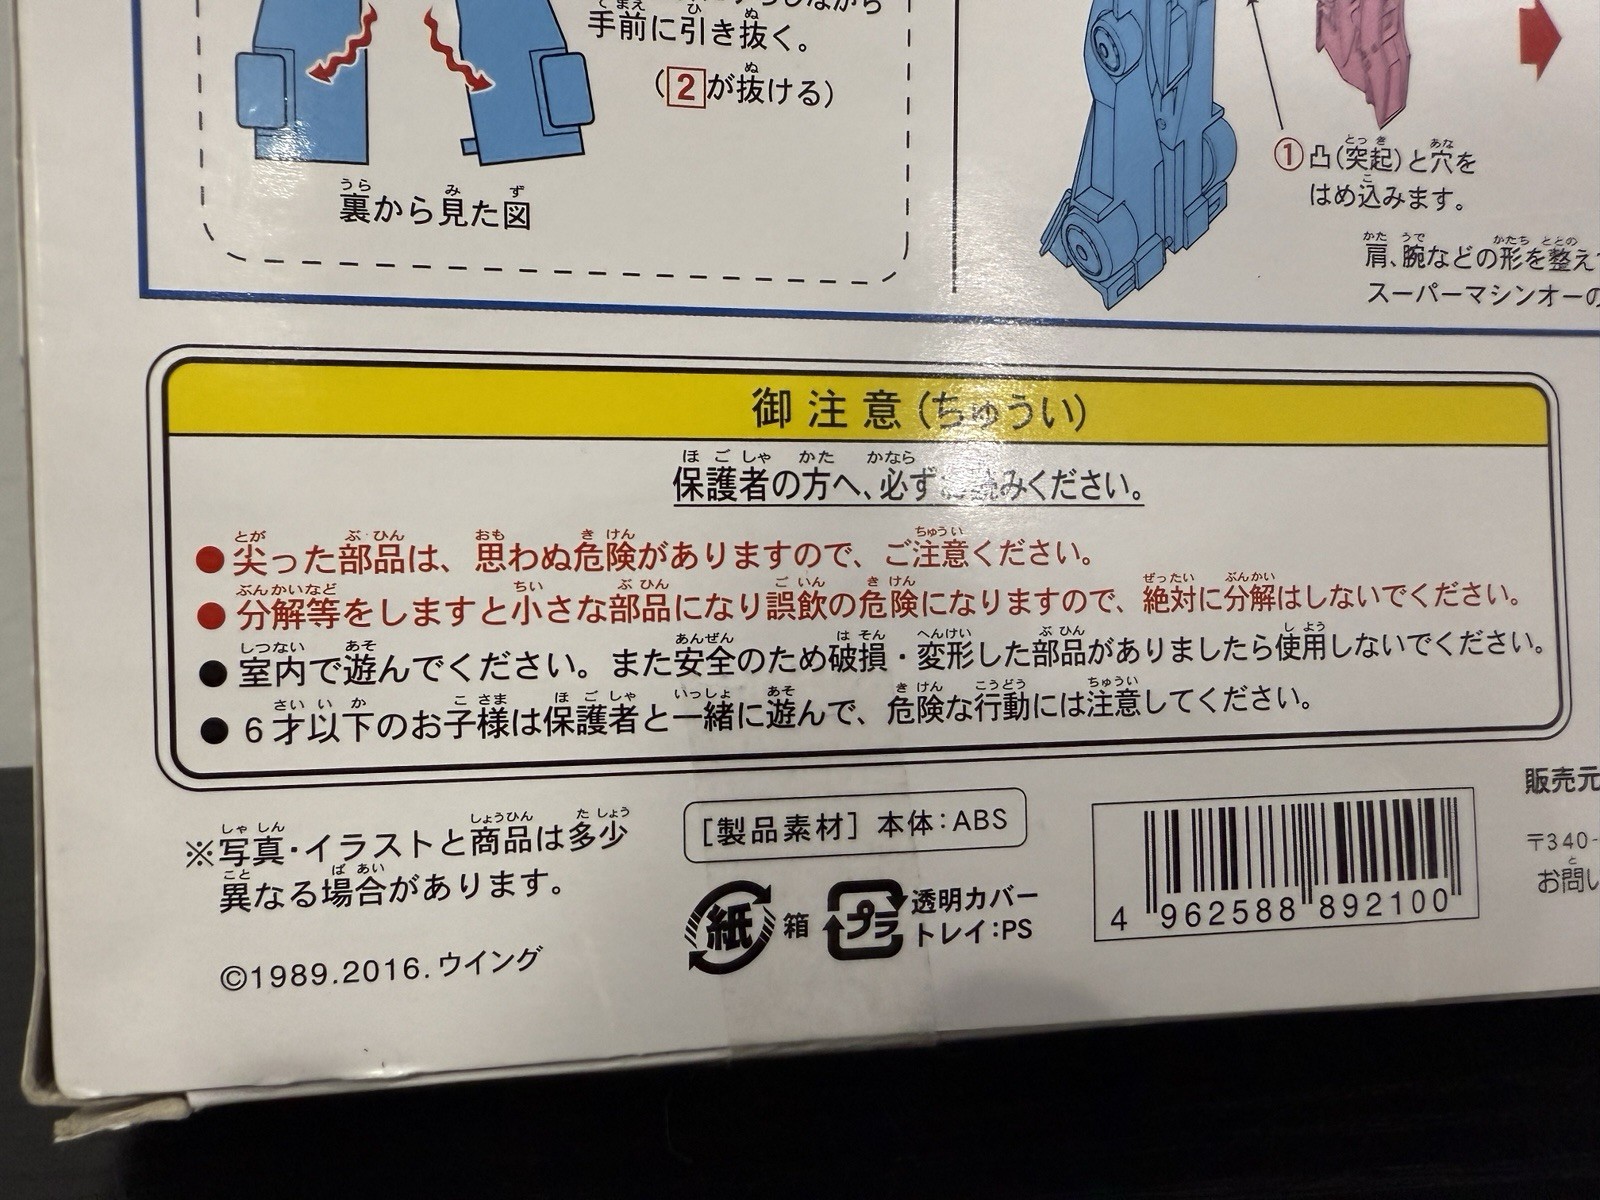 手前に引き抜く。
(2が抜ける)
裏から見た図
①凸(突起)と穴を
はめ込みます。
肩、腕などの形を整え
スーパーマシンオーの
御注意(ちゅうい)
保護者の方へ、必ずお読みください。
●尖った部品は、思わぬ危険がありますので、ご注意ください。
●分解等をしますと小さな部品になり誤飲の危険になりますので、絶対に分解はしないでください。
●室内で遊んでください。また安全のため破損・変形した部品がありましたら使用しないでください。
●6才以下のお子様は保護者と一緒に遊んで、危険な行動には注意してください。
※写真・イラストと商品は多少
異なる場合があります。
©1989.2016.ウイング
[製品素材] 本体:ABS
紙 箱
プラ 透明カバー
トレイ:PS
4 962588 892100
販売元
〒340-
お問い